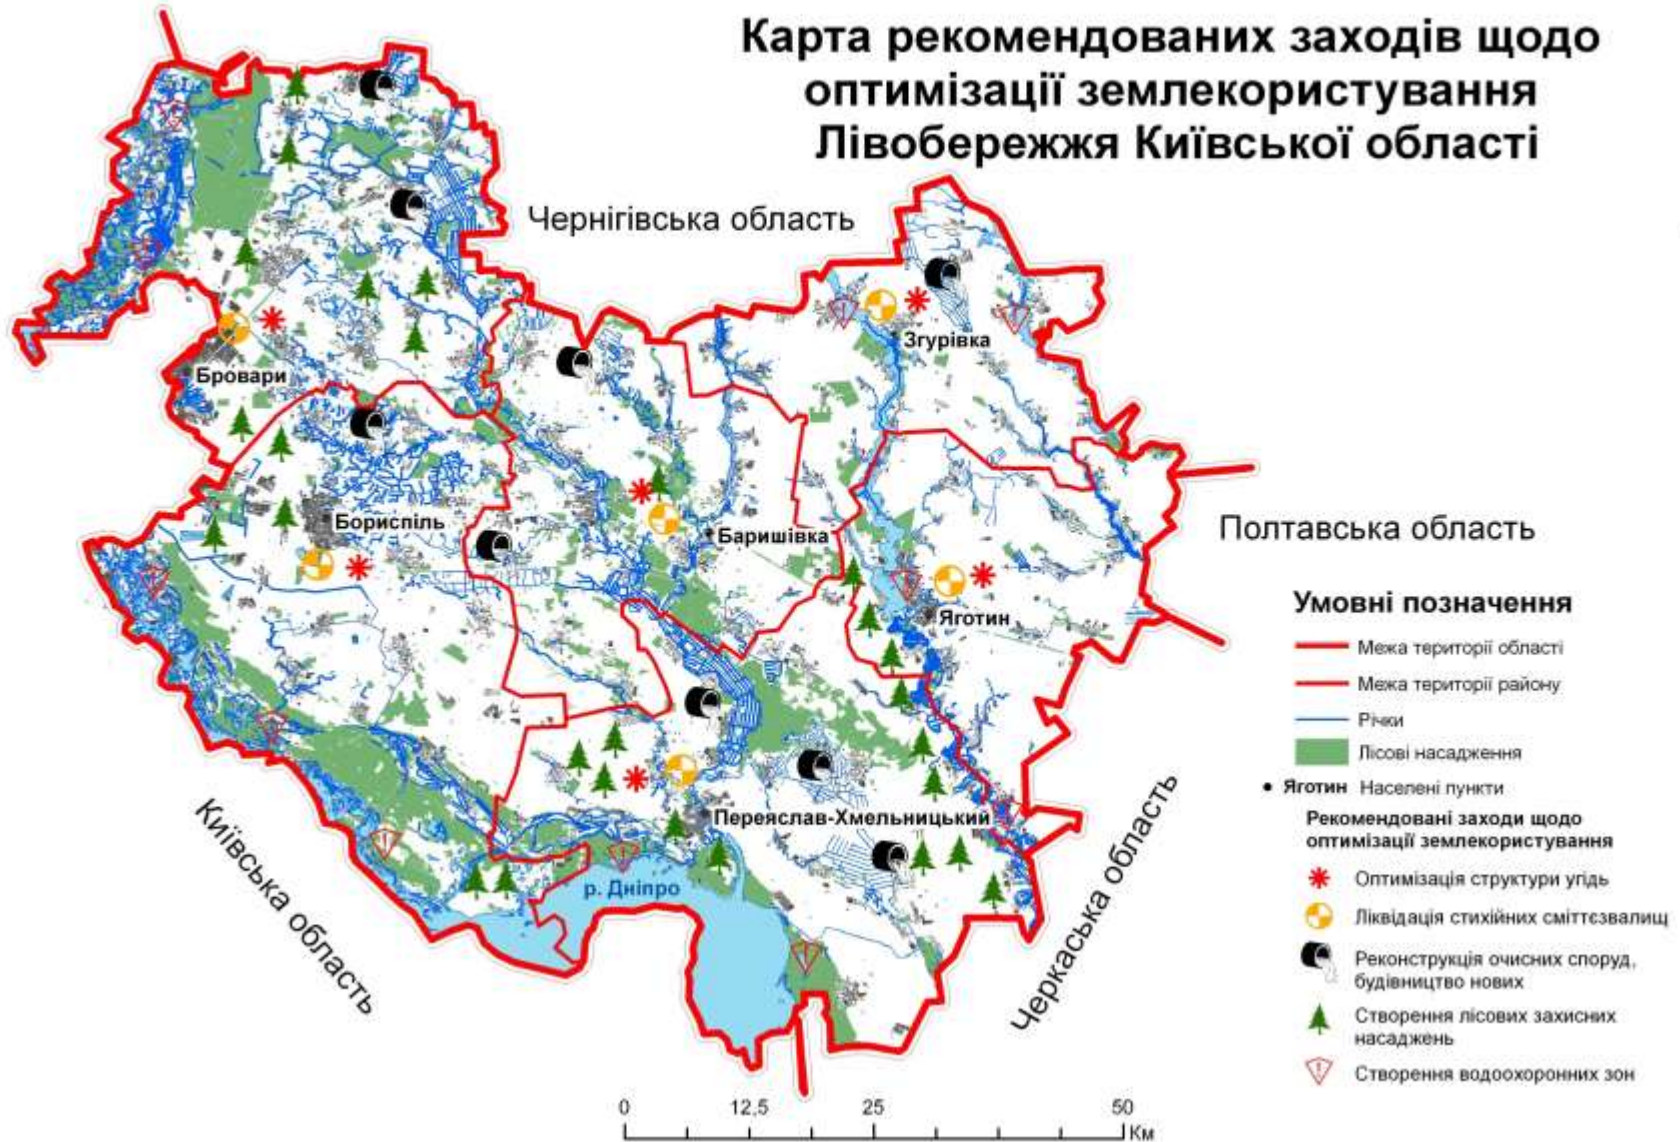 Карта рекомендованих заходів щодо
оптимізації землекористування
Лівобережжя Київської області
Чернігівська область
Згурівка
Бровари
Бориспіль
Баришівка
Полтавська область
Яготин
Переяслав-Хмельницький
р. Дніпро
Київська область
Черкаська область
Умовні позначення
Межа території області
Межа території району
Річки
Лісові насадження
Яготин Населені пункти
Рекомендовані заходи щодо
оптимізації землекористування
Оптимізація структури угідь
Ліквідація стихійних сміттєзвалищ
Реконструкція очисних споруд,
будівництво нових
Створення лісових захисних
насаджень
Створення водоохоронних зон
0 12,5 25 50
Км